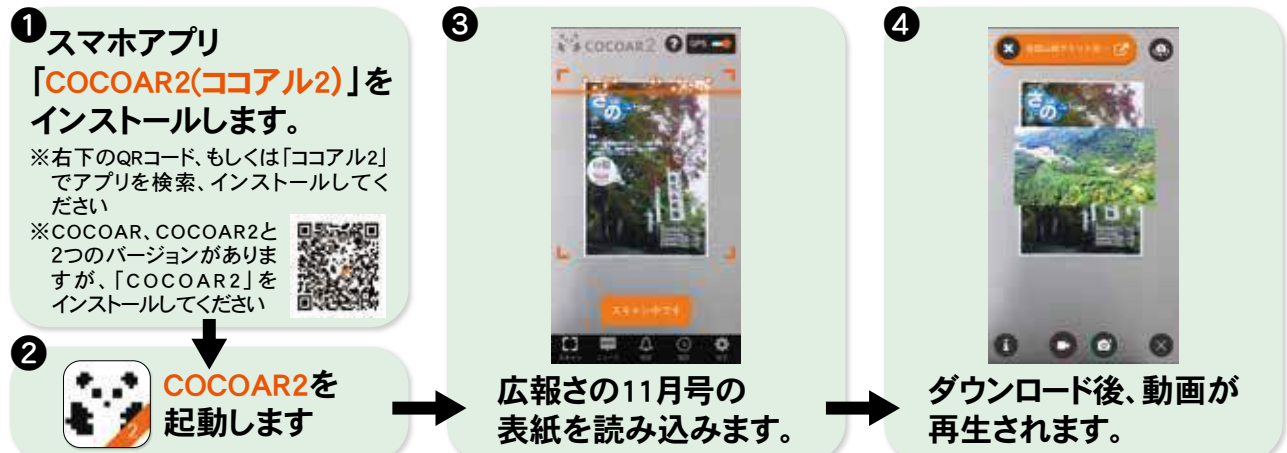 ❶スマホアプリ
「COCOAR2(ココアル2)」を
インストールします。
※右下のQRコード、もしくは「ココアル2」
でアプリを検索、インストールしてく
ださい
※COCOAR、COCOAR2と
2つのバージョンがありま
すが、「COCOAR2」を
インストールしてください
❷
2
COCOAR2を
起動します
❸
COCOAR2 ? GPS
さの
スキャン中です
広報さの11月号の
表紙を読み込みます。
❹
さの
ダウンロード後、動画が
再生されます。